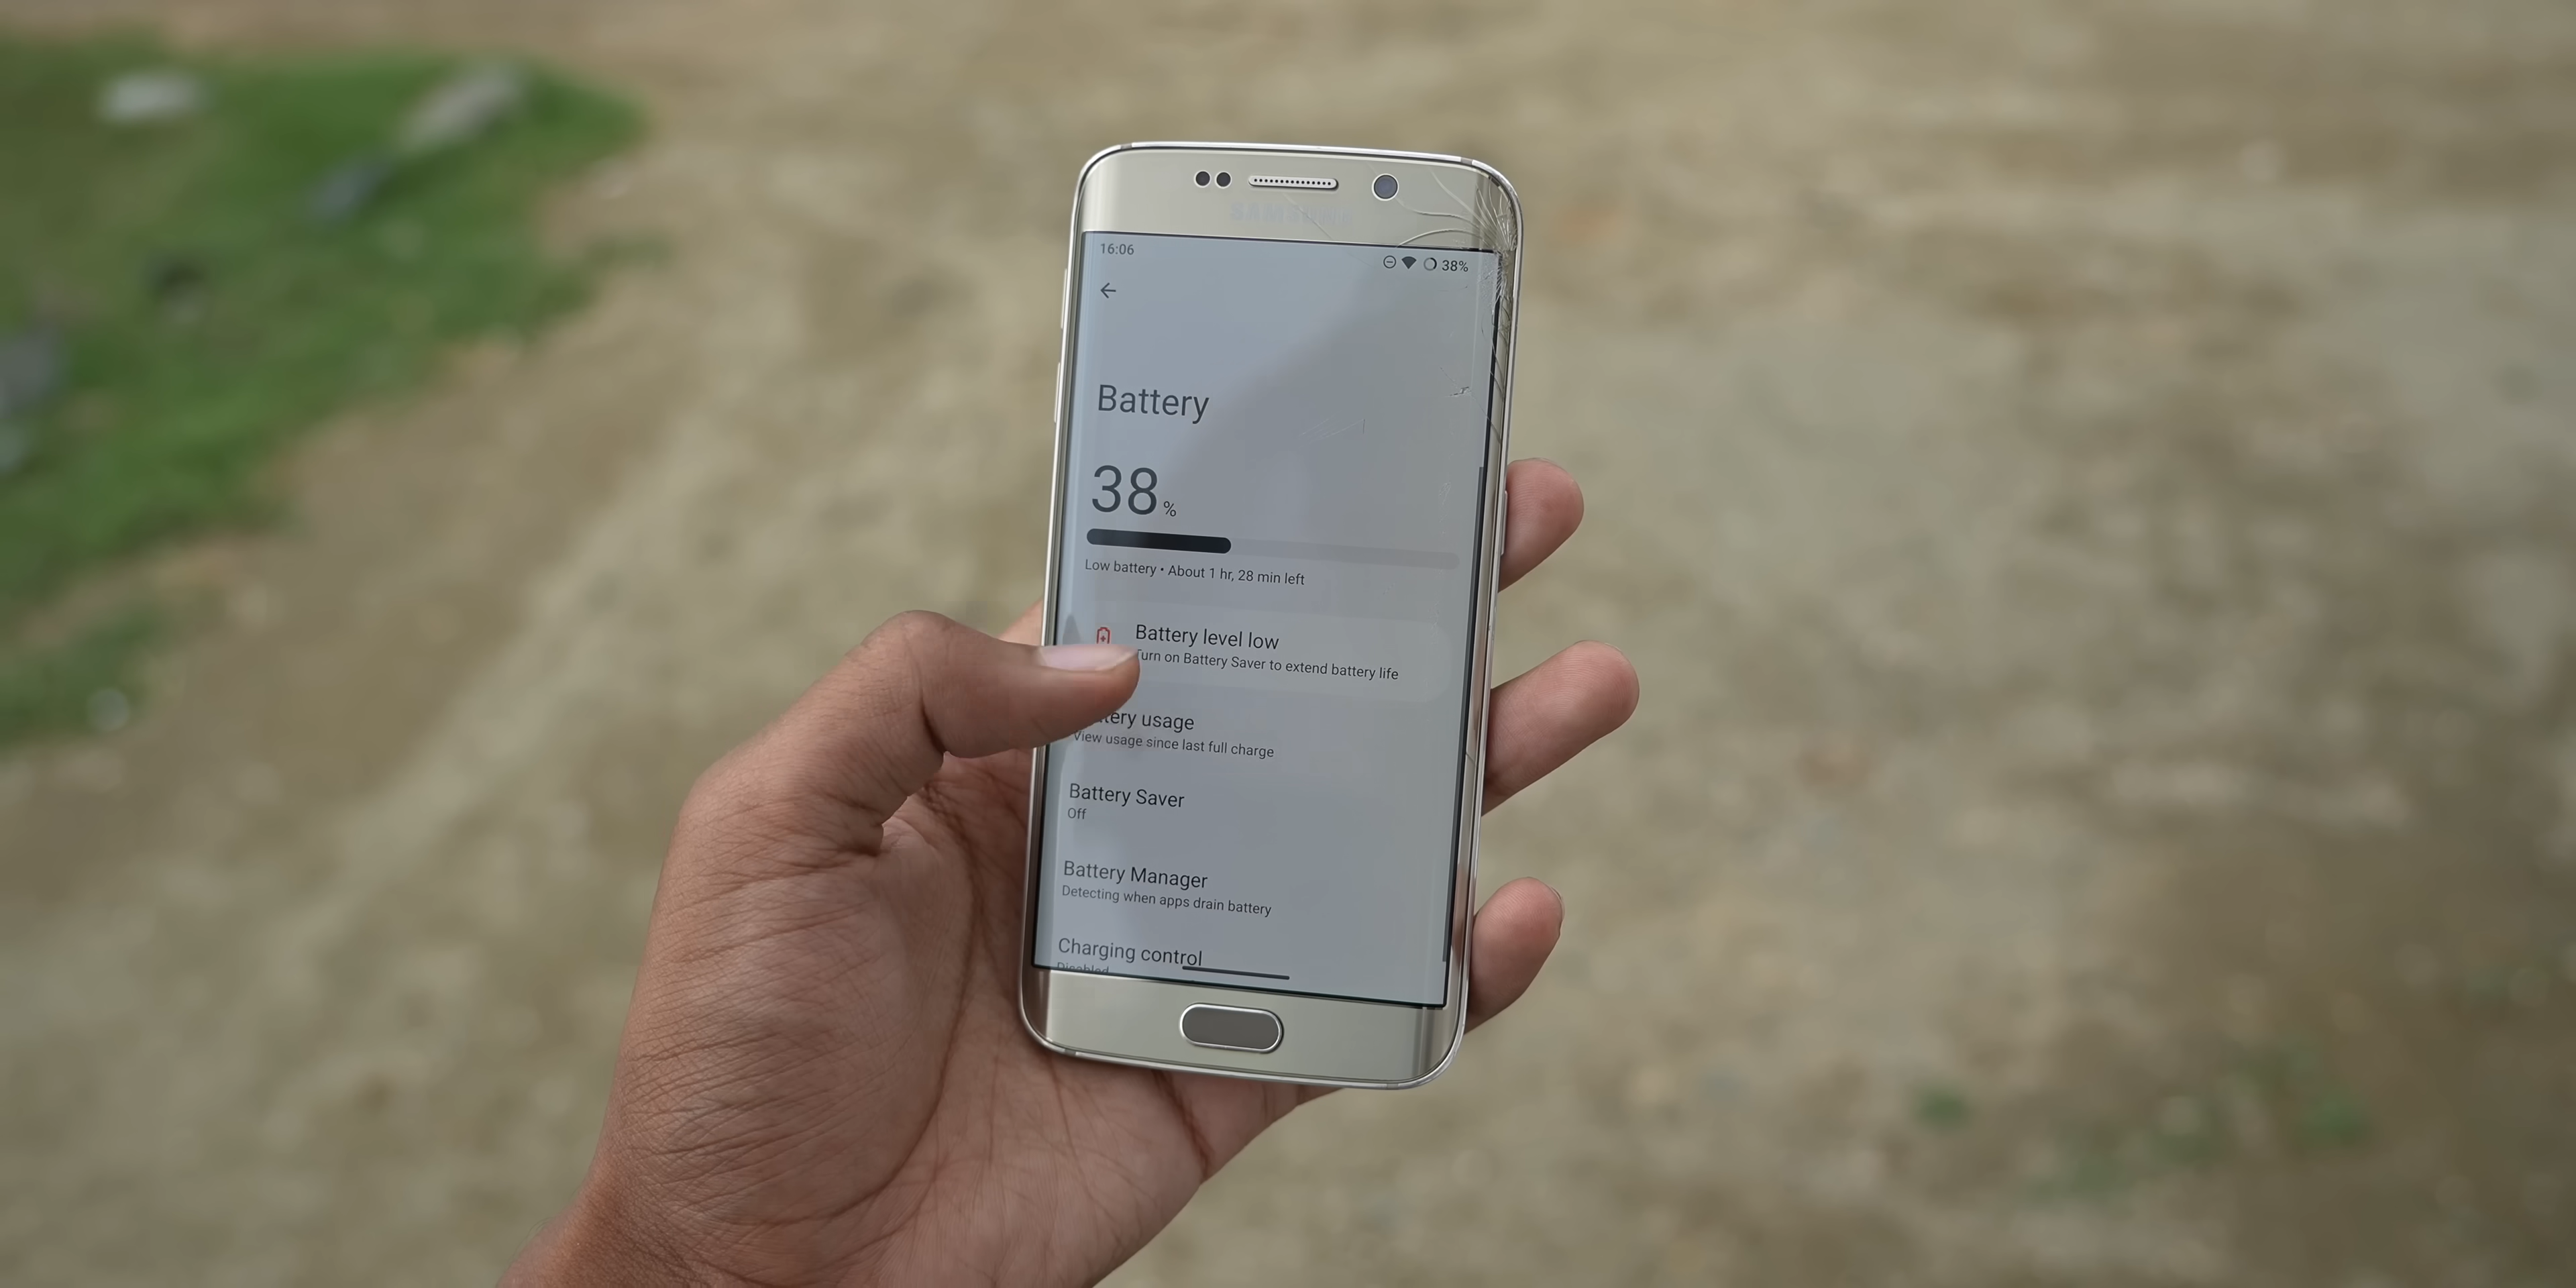 SAMSUNG
16:06
38%
Battery
38%
Low battery • About 1 hr, 28 min left
Battery level low
Turn on Battery Saver to extend battery life
usage
View usage since last full charge
Battery Saver
Off
Battery Manager
Detecting when apps drain battery
Charging control
Disabled